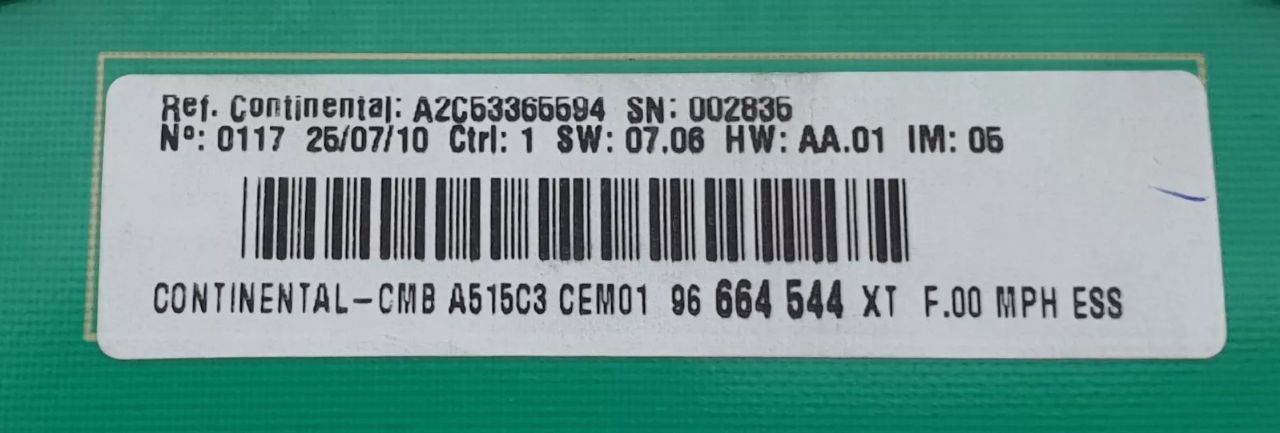 Ref. Continental: A2C53365594 SN: 002835
Nº: 0117 25/07/10 Ctrl: 1 SW: 07.06 HW: AA.01 IM: 05
CONTINENTAL-CMB A515C3 CEM01 96 664 544 XT F.00 MPH ESS